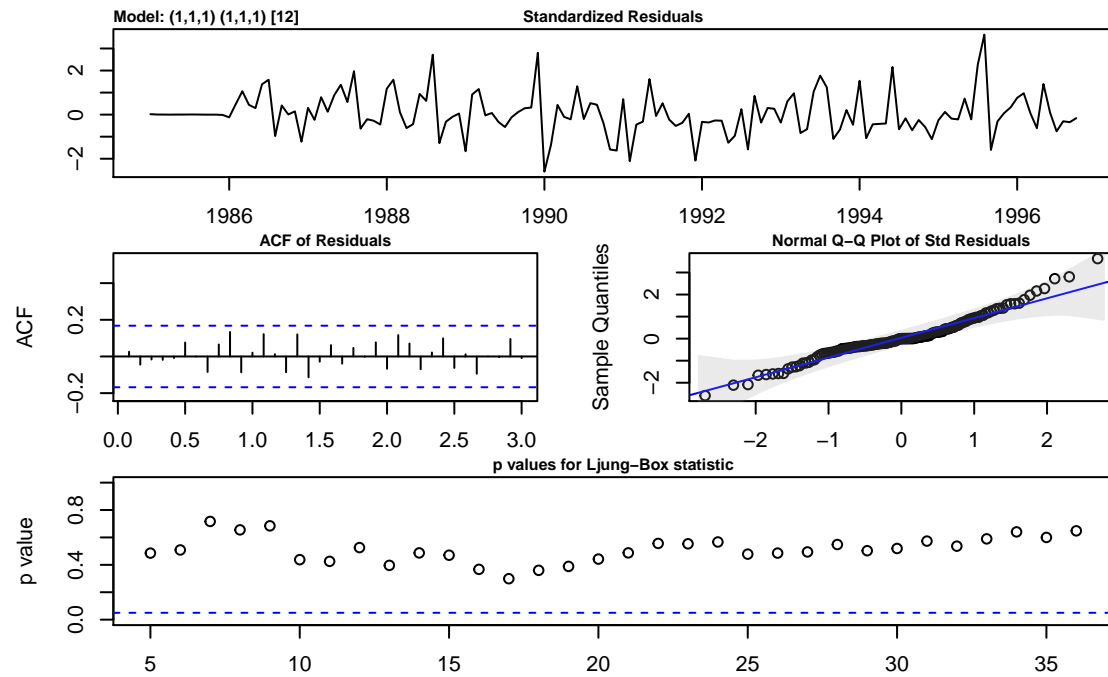 Model: (1,1,1) (1,1,1) [12] Standardized Residuals
2
0
−2
1986 1988 1990 1992 1994 1996
ACF of Residuals
ACF
0.2
−0.2
0.0 0.5 1.0 1.5 2.0 2.5 3.0
Normal Q−Q Plot of Std Residuals
Sample Quantiles
2
0
−2
−2 −1 0 1 2
p values for Ljung−Box statistic
p value
0.8
0.4
0.0
5 10 15 20 25 30 35